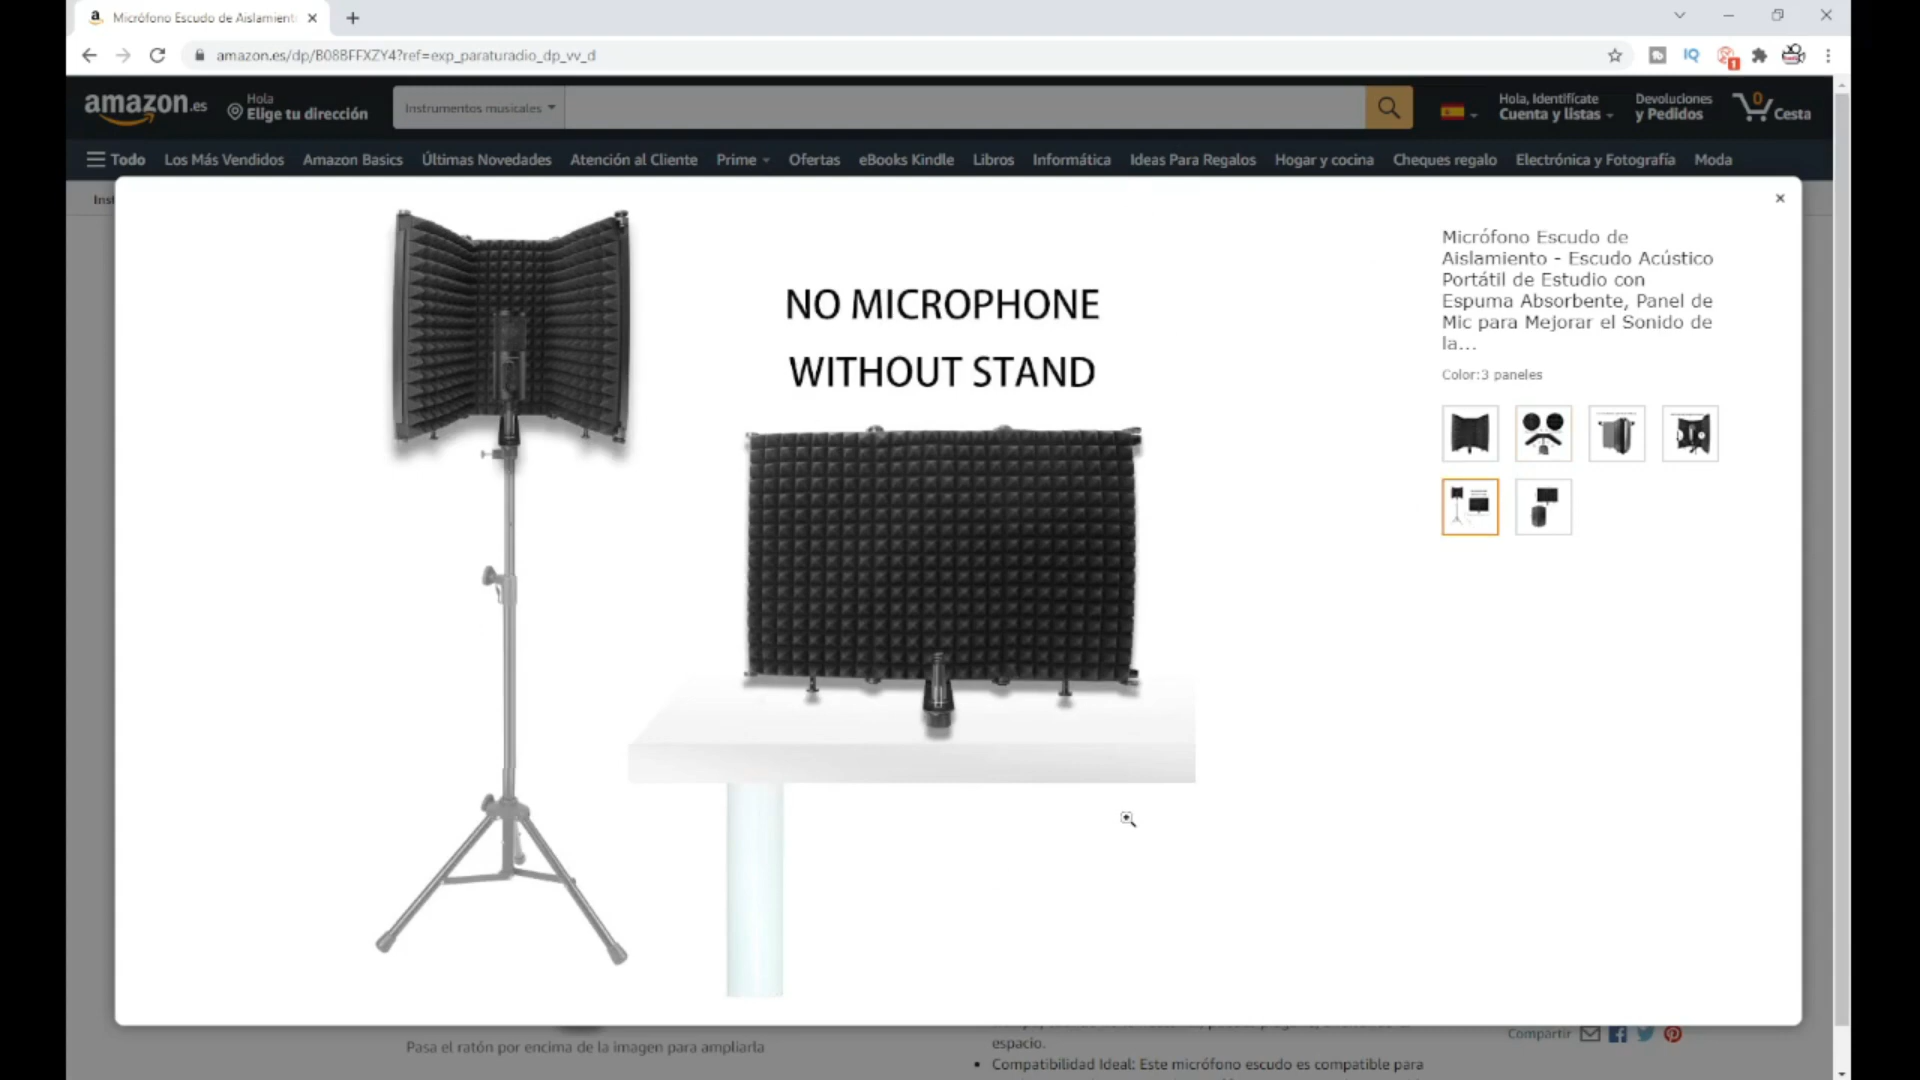 Micrófono Escudo de Aislamient
amazon.es/dp/B08BFFXZY4?ref=exp_paraturadio_dp_vv_d
amazon.es
Hola
Elige tu dirección
Instrumentos musicales
Hola, Identifícate
Cuenta y listas
Devoluciones
y Pedidos
0
Cesta
Todo
Los Más Vendidos
Amazon Basics
Últimas Novedades
Atención al Cliente
Prime
Ofertas
eBooks Kindle
Libros
Informática
Ideas Para Regalos
Hogar y cocina
Cheques regalo
Electrónica y Fotografía
Moda
Inst
NO MICROPHONE
WITHOUT STAND
Micrófono Escudo de
Aislamiento - Escudo Acústico
Portátil de Estudio con
Espuma Absorbente, Panel de
Mic para Mejorar el Sonido de
la...
Color:3 paneles
Pasa el ratón por encima de la imagen para ampliarla
espacio.
• Compatibilidad Ideal: Este micrófono escudo es compatible para
Compartir